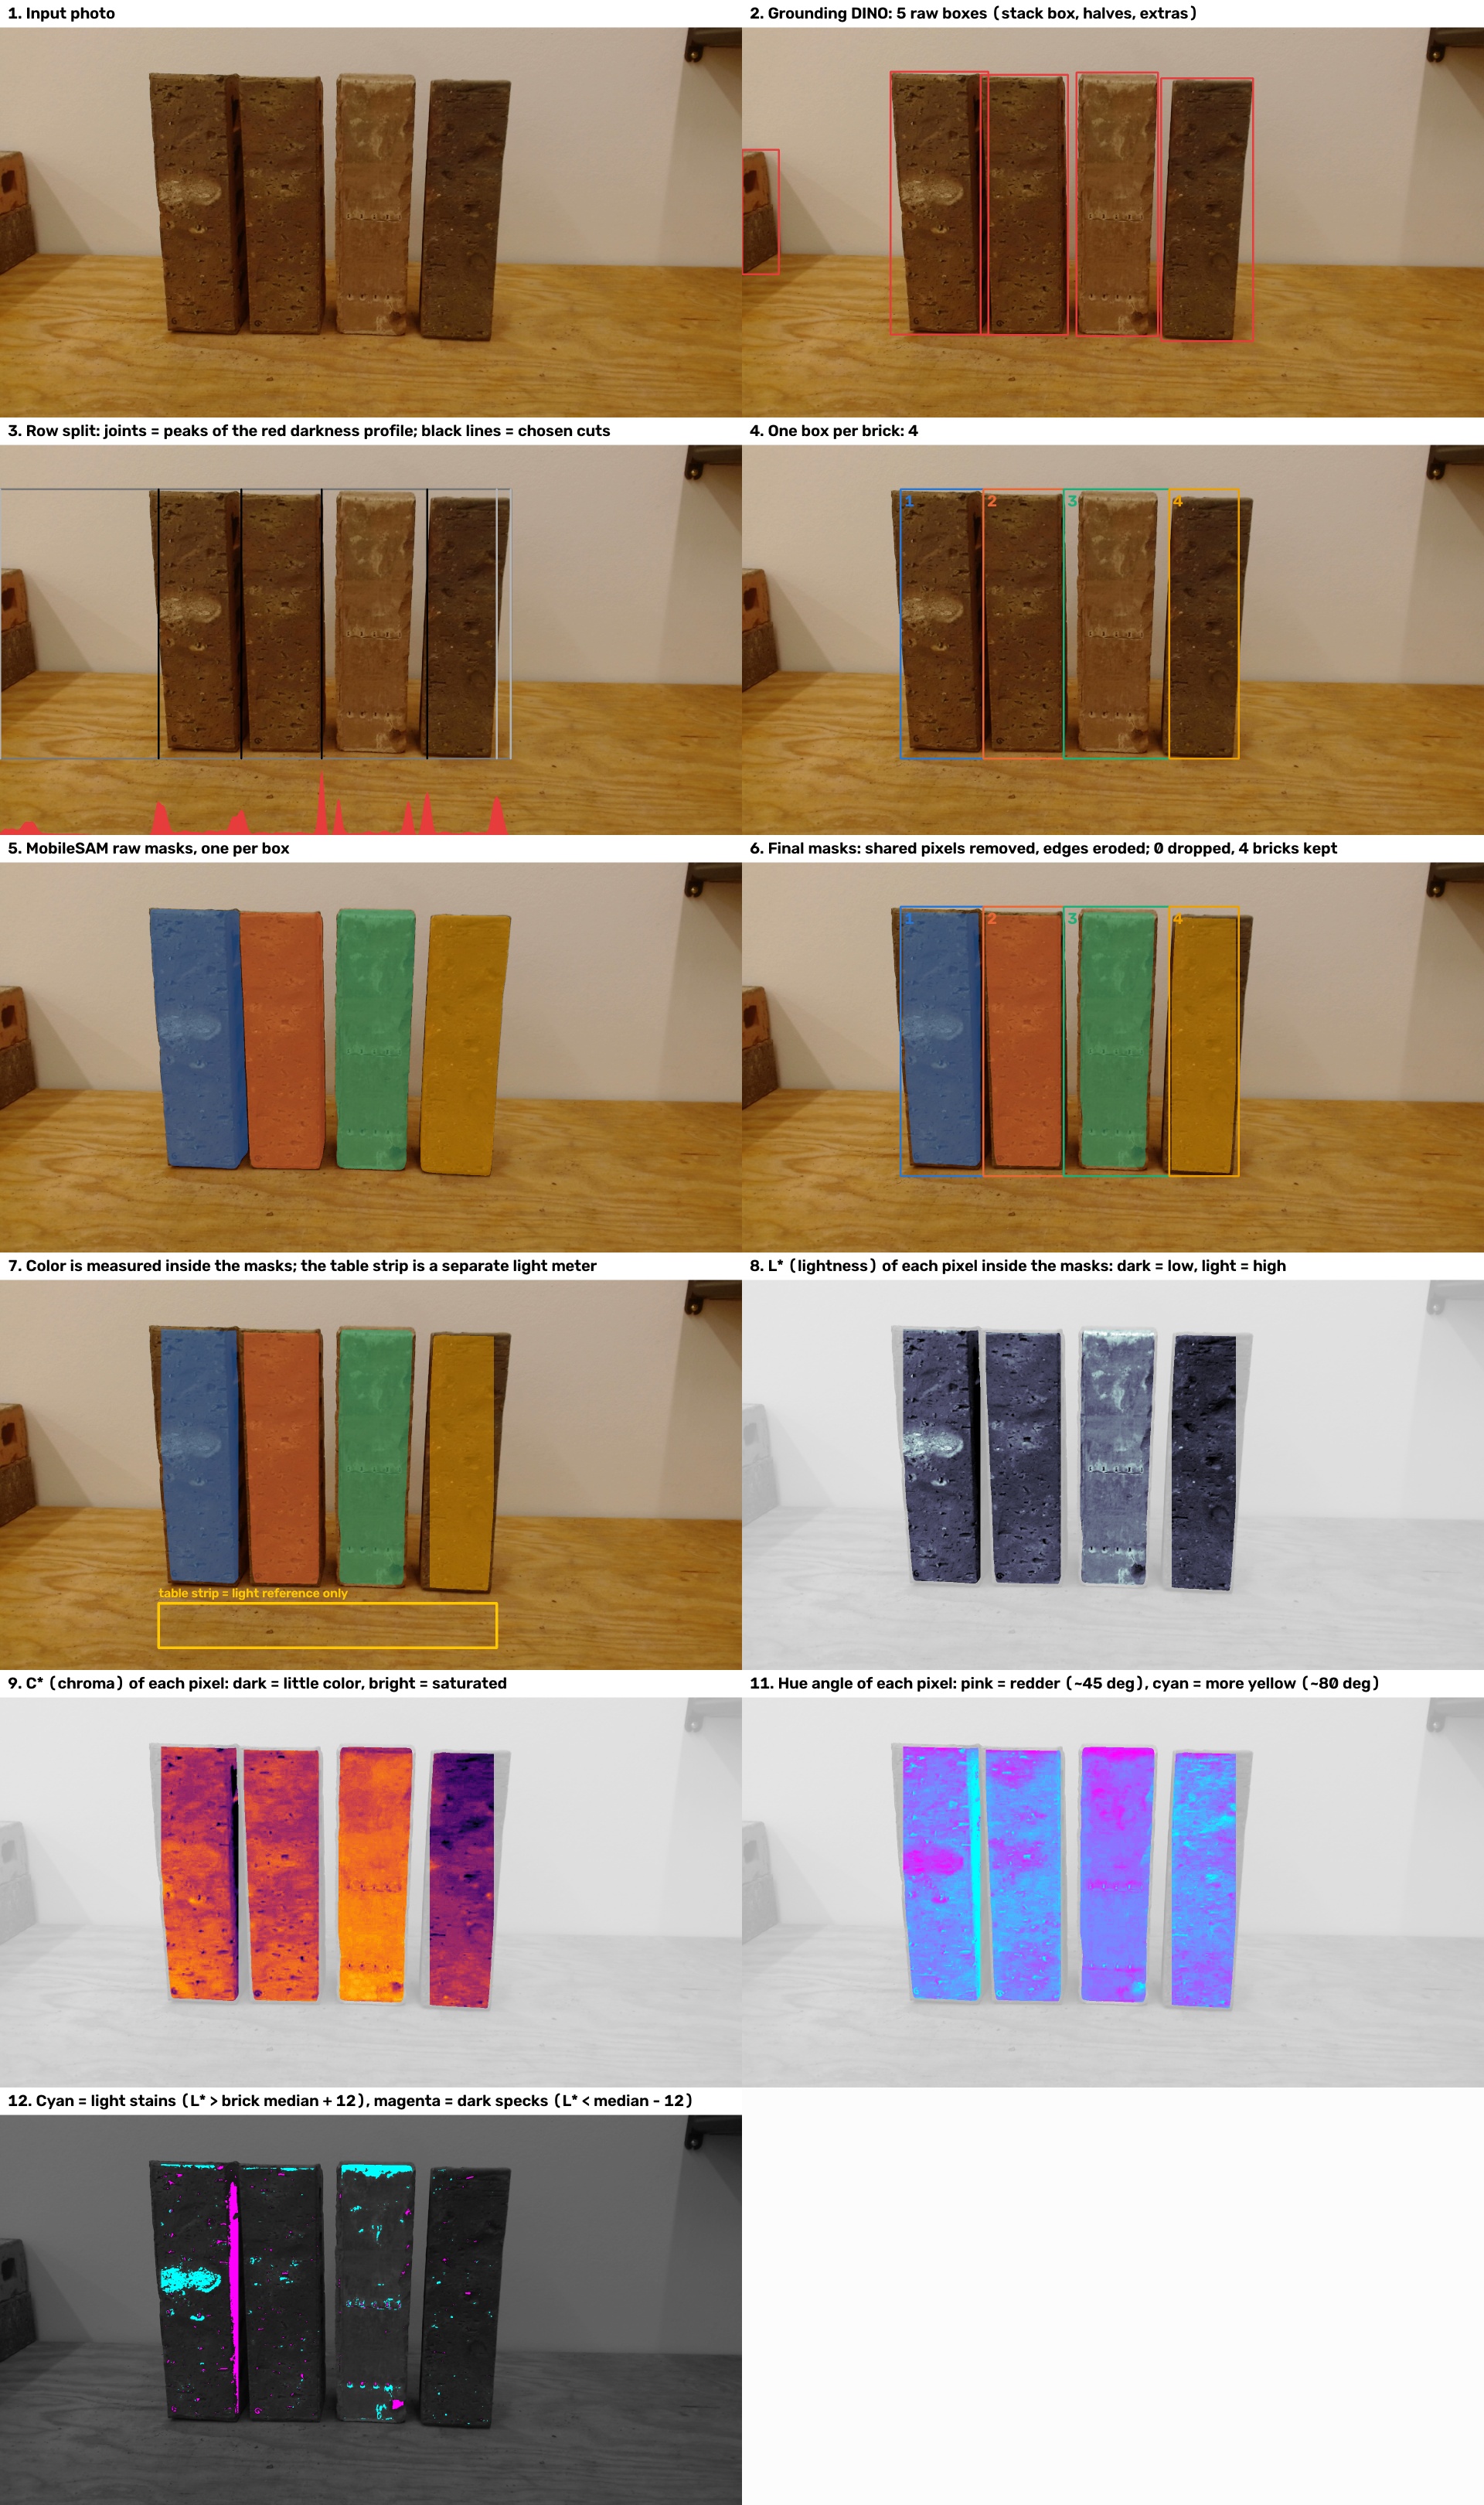 1. Input photo
2. Grounding DINO: 5 raw boxes (stack box, halves, extras)
3. Row split: joints = peaks of the red darkness profile; black lines = chosen cuts
4. One box per brick: 4
1
2
3
4
5. MobileSAM raw masks, one per box
6. Final masks: shared pixels removed, edges eroded; 0 dropped, 4 bricks kept
1
2
3
4
7. Color is measured inside the masks; the table strip is a separate light meter
table strip = light reference only
8. L* (lightness) of each pixel inside the masks: dark = low, light = high
9. C* (chroma) of each pixel: dark = little color, bright = saturated
11. Hue angle of each pixel: pink = redder (~45 deg), cyan = more yellow (~80 deg)
12. Cyan = light stains (L* > brick median + 12), magenta = dark specks (L* < median - 12)